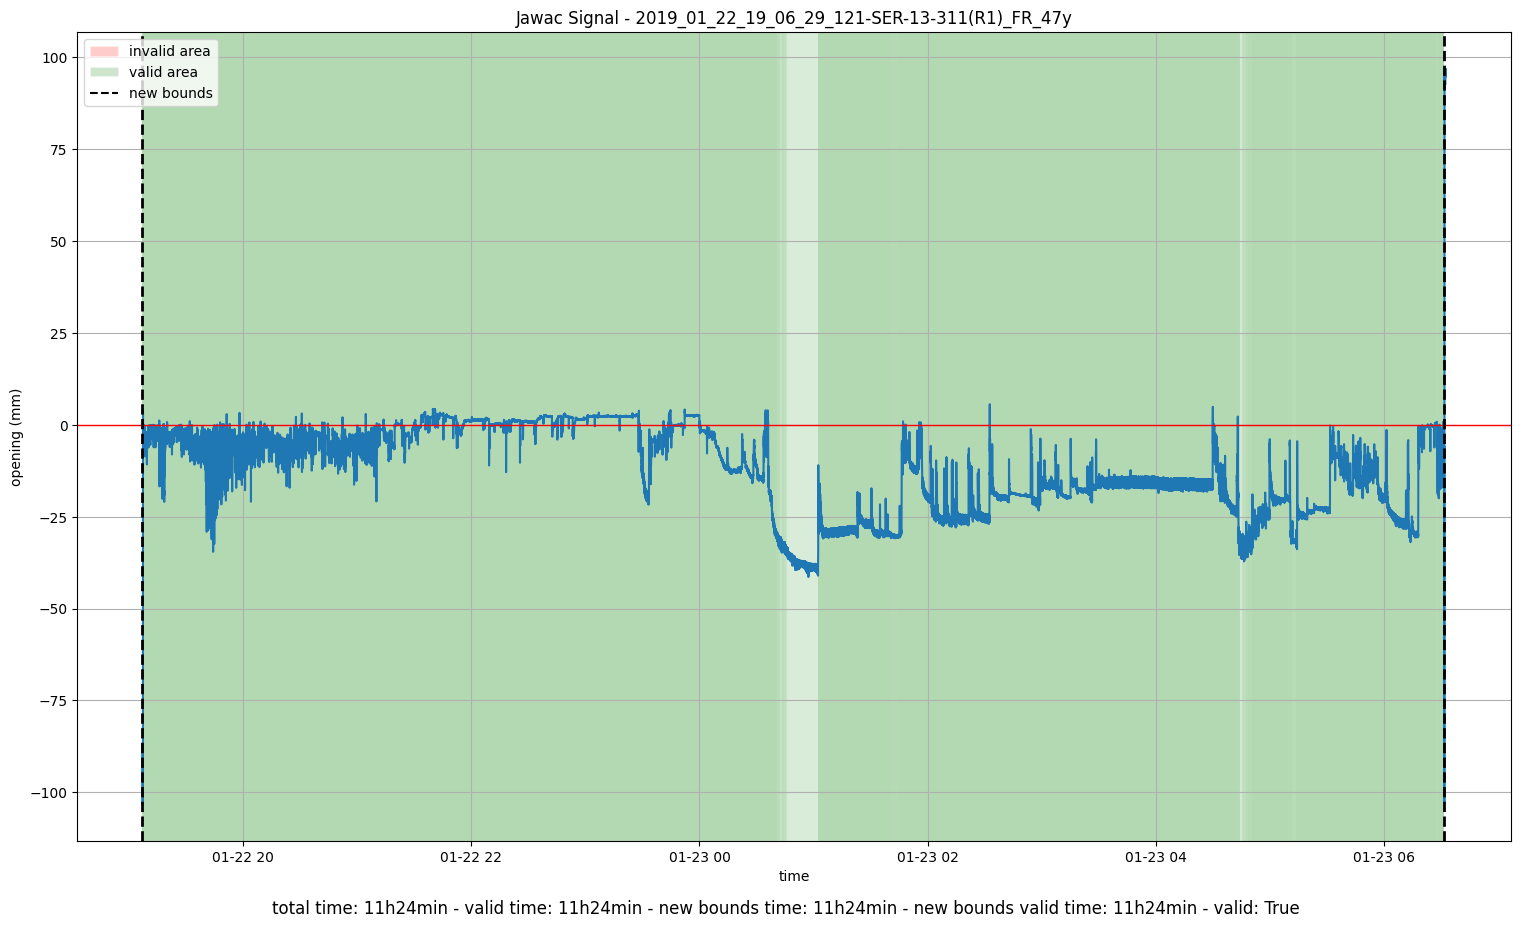 Jawac Signal - 2019_01_22_19_06_29_121-SER-13-311(R1)_FR_47y
invalid area
valid area
new bounds
opening (mm)
100
75
50
25
0
−25
−50
−75
−100
01-22 20
01-22 22
01-23 00
01-23 02
01-23 04
01-23 06
time
total time: 11h24min - valid time: 11h24min - new bounds time: 11h24min - new bounds valid time: 11h24min - valid: True